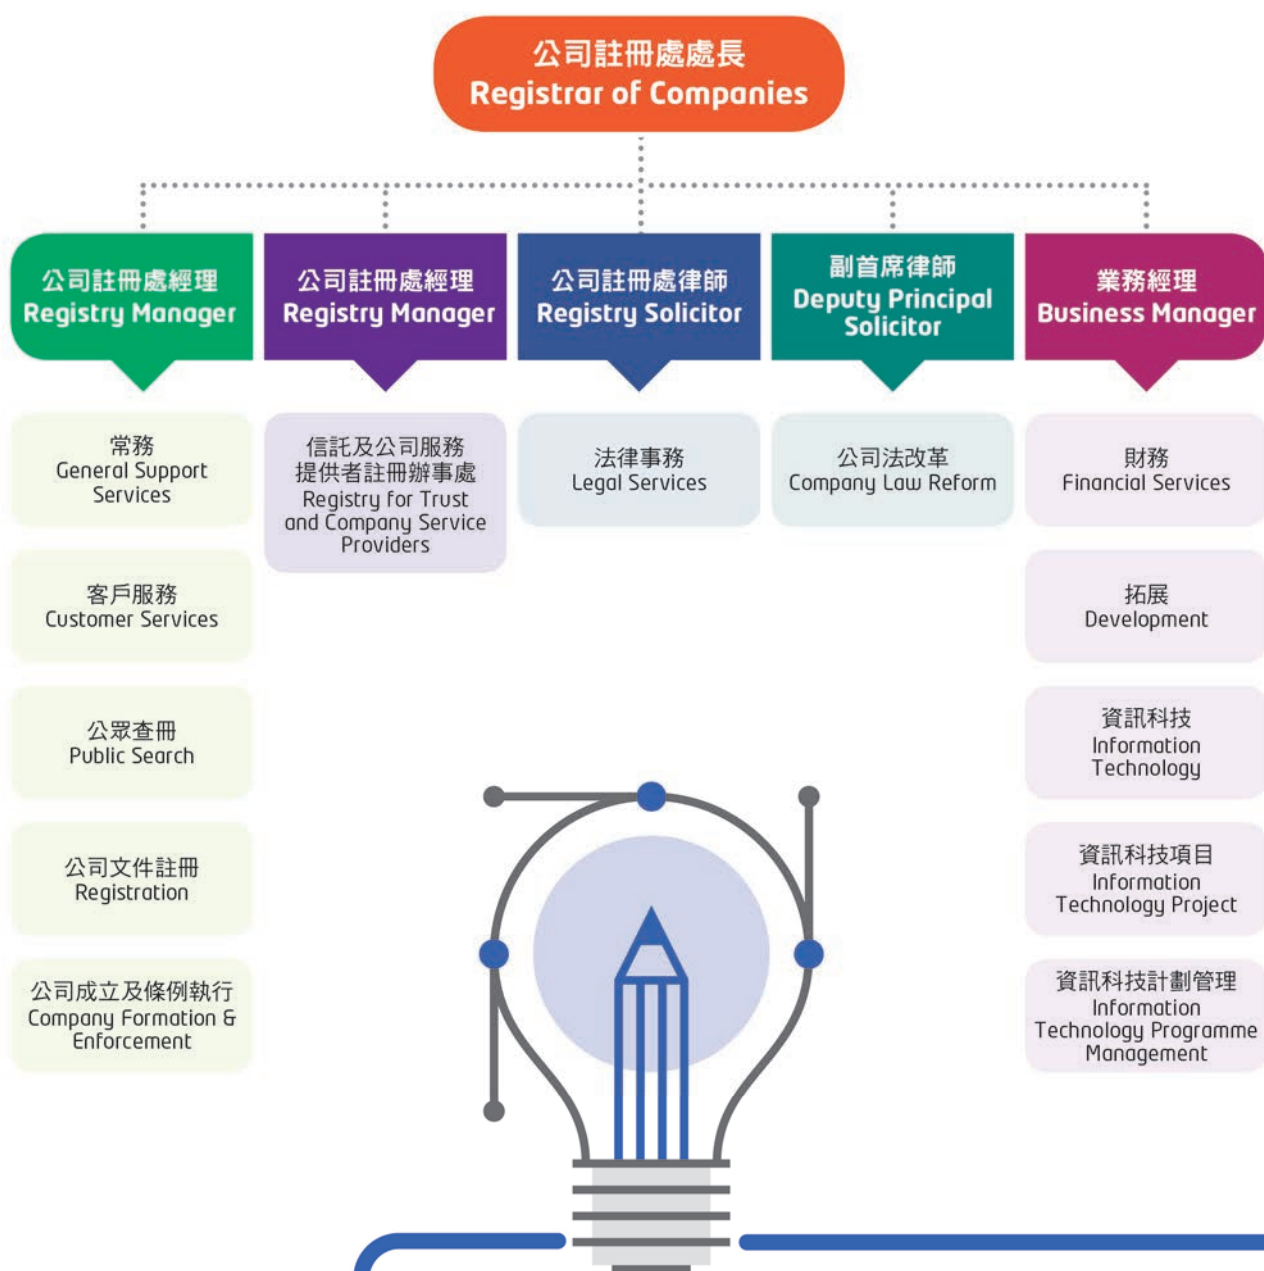 公司註冊處處長
Registrar of Companies
公司註冊處經理
Registry Manager
常務
General Support
Services
客戶服務
Customer Services
公眾查冊
Public Search
公司文件註冊
Registration
公司成立及條例執行
Company Formation &
Enforcement
公司註冊處經理
Registry Manager
信託及公司服務
提供者註冊辦事處
Registry for Trust
and Company Service
Providers
公司註冊處律師
Registry Solicitor
法律事務
Legal Services
副首席律師
Deputy Principal
Solicitor
公司法改革
Company Law Reform
業務經理
Business Manager
財務
Financial Services
拓展
Development
資訊科技
Information
Technology
資訊科技項目
Information
Technology Project
資訊科技計劃管理
Information
Technology Programme
Management